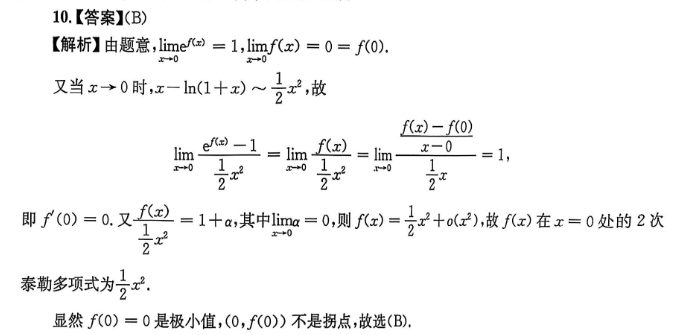 10.【答案】(B)
【解析】由题意,$\lim\limits_{x\to 0}e^{f(x)}=1,\lim\limits_{x\to 0}f(x)=0=f(0)$.
又当 $x\to 0$ 时,$x-\ln(1+x)\sim\frac{1}{2}x^2$,故
$\lim\limits_{x\to 0}\frac{e^{f(x)}-1}{\frac{1}{2}x^2}=\lim\limits_{x\to 0}\frac{f(x)}{\frac{1}{2}x^2}=\lim\limits_{x\to 0}\frac{\frac{f(x)-f(0)}{x-0}}{\frac{1}{2}x}=1,$
即 $f'(0)=0$.又$\frac{f(x)}{\frac{1}{2}x^2}=1+\alpha$,其中$\lim\limits_{x\to 0}\alpha=0$,则 $f(x)=\frac{1}{2}x^2+o(x^2)$,故 $f(x)$ 在 $x=0$ 处的 2 次
泰勒多项式为$\frac{1}{2}x^2$.
显然 $f(0)=0$ 是极小值,$(0,f(0))$ 不是拐点,故选(B).